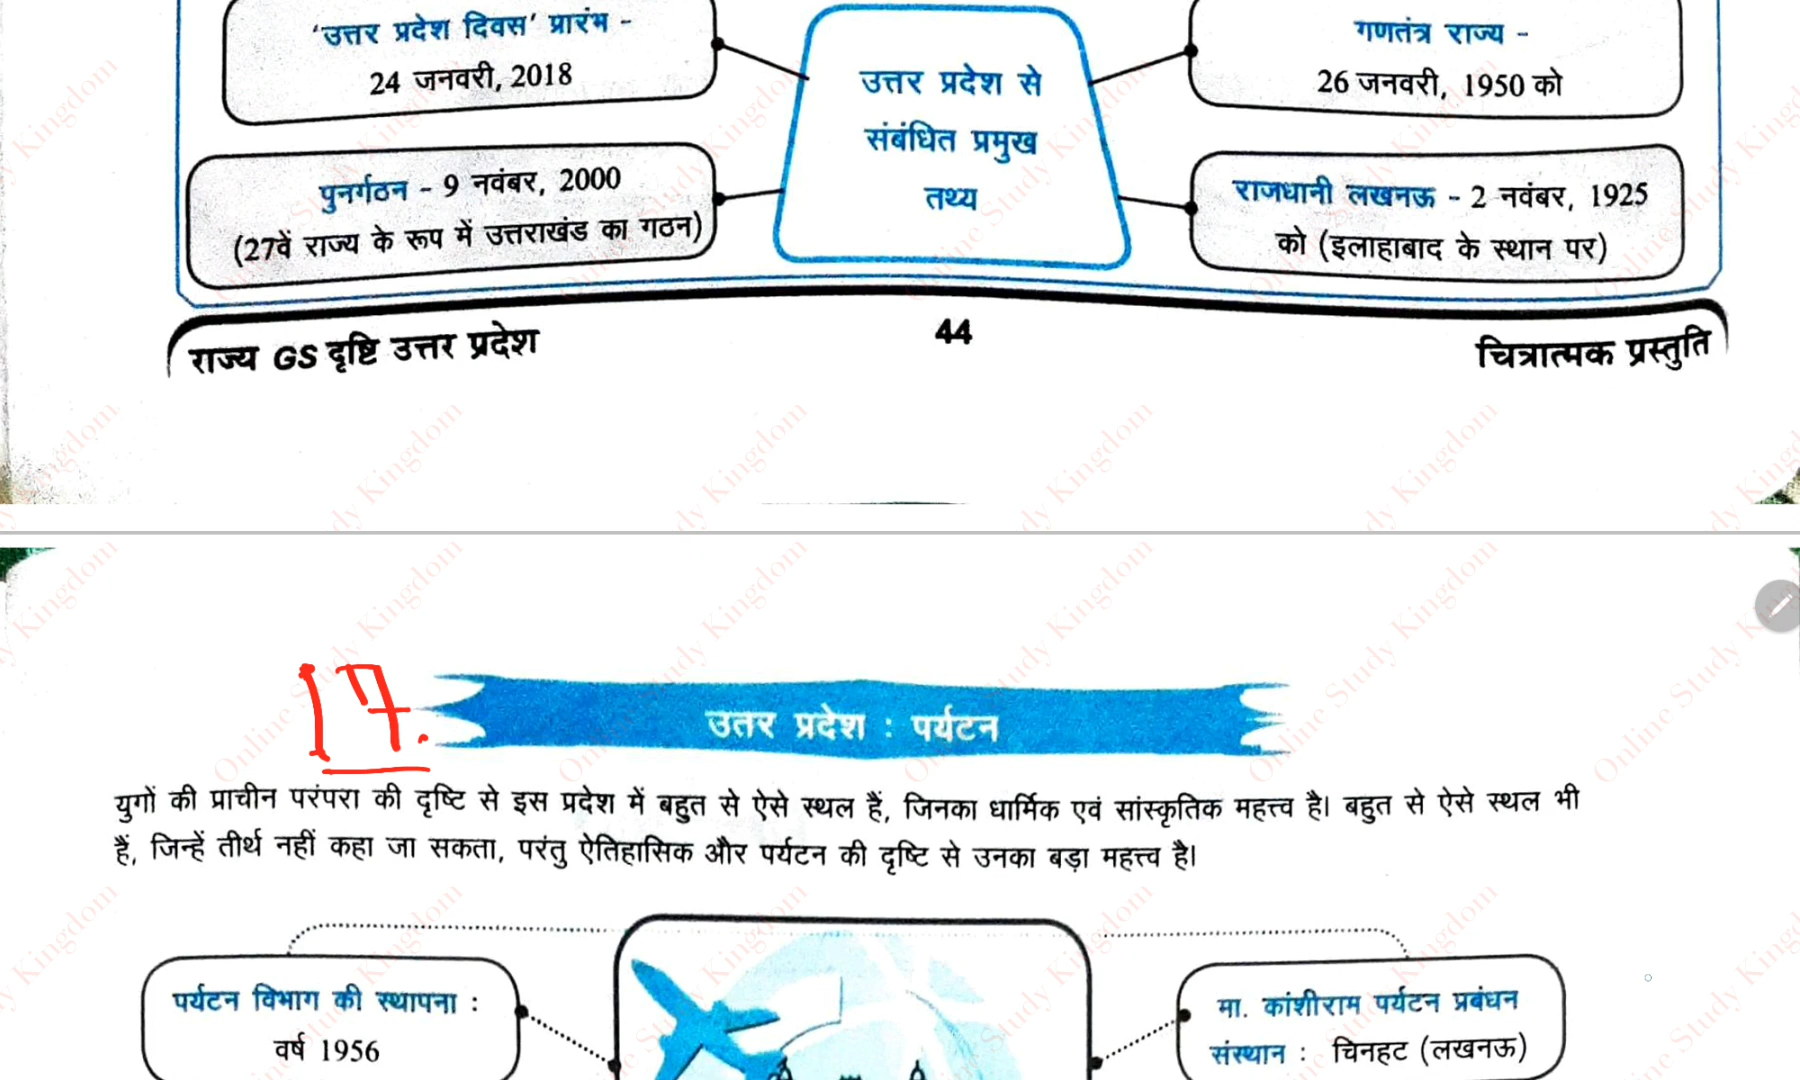 'उत्तर प्रदेश दिवस' प्रारंभ -
24 जनवरी, 2018
गणतंत्र राज्य -
26 जनवरी, 1950 को
उत्तर प्रदेश से
संबंधित प्रमुख
तथ्य
पुनर्गठन - 9 नवंबर, 2000
(27वें राज्य के रूप में उत्तराखंड का गठन)
राजधानी लखनऊ - 2 नवंबर, 1925
को (इलाहाबाद के स्थान पर)
राज्य GS दृष्टि उत्तर प्रदेश
44
चित्रात्मक प्रस्तुति
17.
उतर प्रदेश : पर्यटन
युगों की प्राचीन परंपरा की दृष्टि से इस प्रदेश में बहुत से ऐसे स्थल हैं, जिनका धार्मिक एवं सांस्कृतिक महत्त्व है। बहुत से ऐसे स्थल भी
हैं, जिन्हें तीर्थ नहीं कहा जा सकता, परंतु ऐतिहासिक और पर्यटन की दृष्टि से उनका बड़ा महत्त्व है।
पर्यटन विभाग की स्थापना :
वर्ष 1956
मा. कांशीराम पर्यटन प्रबंधन
संस्थान : चिनहट (लखनऊ)
Online Study Kingdom